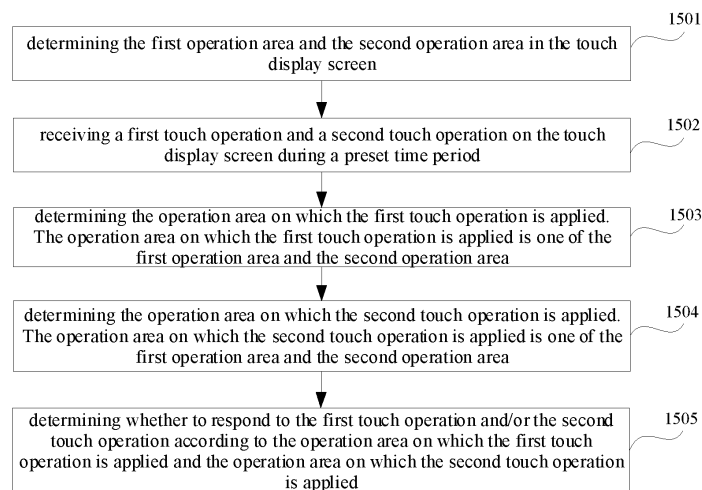 1501
determining the first operation area and the second operation area in the touch
display screen
1502
receiving a first touch operation and a second touch operation on the touch
display screen during a preset time period
1503
determining the operation area on which the first touch operation is applied.
The operation area on which the first touch operation is applied is one of the
first operation area and the second operation area
1504
determining the operation area on which the second touch operation is applied.
The operation area on which the second touch operation is applied is one of the
first operation area and the second operation area
1505
determining whether to respond to the first touch operation and/or the second
touch operation according to the operation area on which the first touch
operation is applied and the operation area on which the second touch operation
is applied